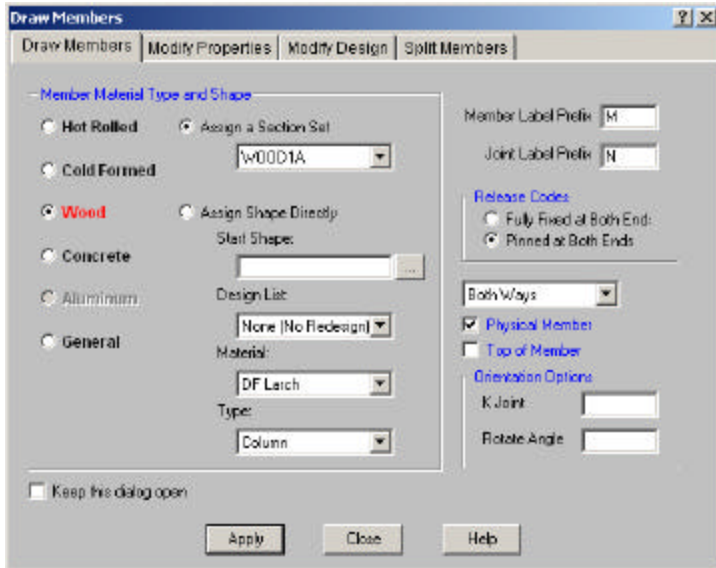 Draw Members
Draw Members Modify Properties Modify Design Split Members
Member Material Type and Shape
Hot Rolled
Cold Formed
Wood
Concrete
Aluminum
General
Assign a Section Set
WOOD1A
Assign Shape Directly
Start Shape:
...
Design List:
None (No Redesign)
Material:
DF Larch
Type:
Column
Member Label Prefix M
Joint Label Prefix N
Release Codes
Fully Fixed at Both Ends
Pinned at Both Ends
Both Ways
Physical Member
Top of Member
Orientation Options
K Joint
Rotate Angle
Keep this dialog open
Apply Close Help